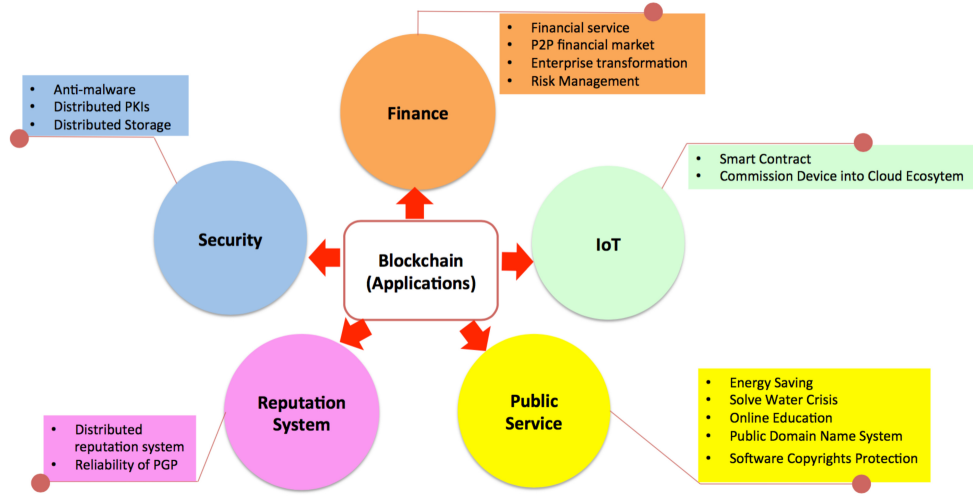 Financial service
P2P financial market
Enterprise transformation
Risk Management
Finance
Anti-malware
Distributed PKIs
Distributed Storage
Security
Smart Contract
Commission Device into Cloud Ecosytem
IoT
Blockchain
(Applications)
Reputation
System
Distributed
reputation system
Reliability of PGP
Public
Service
Energy Saving
Solve Water Crisis
Online Education
Public Domain Name System
Software Copyrights Protection